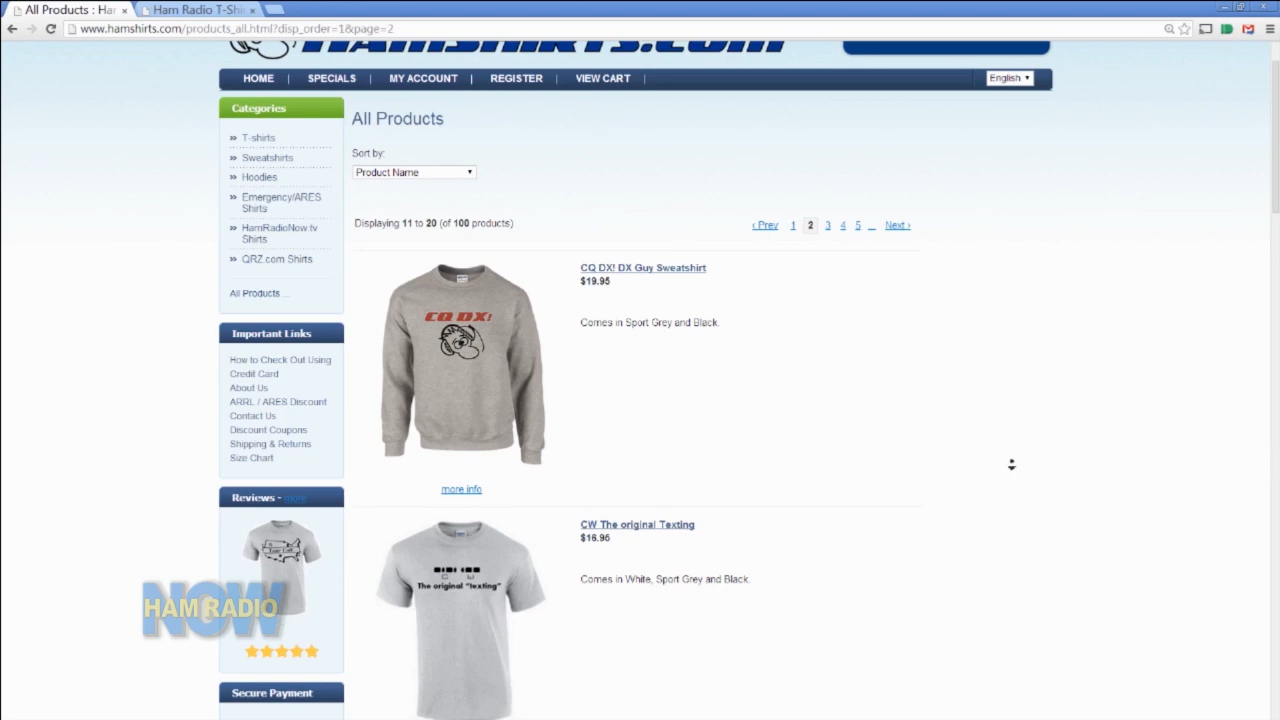 All Products : Har
Ham Radio T-Shi
www.hamshirts.com/products_all.html?disp_order=1&page=2
HAMSHIRTS.COM
HOME | SPECIALS | MY ACCOUNT | REGISTER | VIEW CART |
English
Categories
T-shirts
Sweatshirts
Hoodies
Emergency/ARES
Shirts
HamRadioNow.tv
Shirts
QRZ.com Shirts
All Products ...
Important Links
How to Check Out Using
Credit Card
About Us
ARRL / ARES Discount
Contact Us
Discount Coupons
Shipping & Returns
Size Chart
Reviews - more
Your Call
HAM RADIO
NOW
Secure Payment
All Products
Sort by:
Product Name
Displaying 11 to 20 (of 100 products)
‹ Prev 1 2 3 4 5 ... Next ›
CQ DX!
more info
CQ DX! DX Guy Sweatshirt
$19.95
Comes in Sport Grey and Black.
C W
The original "texting"
CW The original Texting
$16.95
Comes in White, Sport Grey and Black.